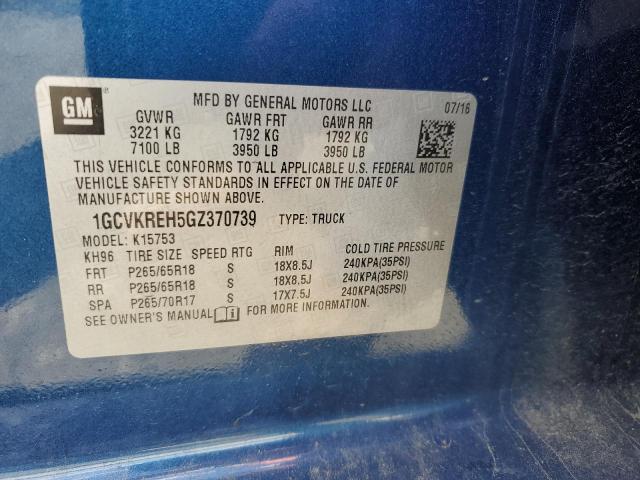 GM
MFD BY GENERAL MOTORS LLC
07/16
GVWR GAWR FRT GAWR RR
3221 KG 1792 KG 1792 KG
7100 LB 3950 LB 3950 LB
THIS VEHICLE CONFORMS TO ALL APPLICABLE U.S. FEDERAL MOTOR
VEHICLE SAFETY STANDARDS IN EFFECT ON THE DATE OF
MANUFACTURE SHOWN ABOVE.
1GCVKREH5GZ370739 TYPE: TRUCK
MODEL: K15753
KH96 TIRE SIZE SPEED RTG RIM COLD TIRE PRESSURE
FRT P265/65R18 S 18X8.5J 240KPA(35PSI)
RR P265/65R18 S 18X8.5J 240KPA(35PSI)
SPA P265/70R17 S 17X7.5J 240KPA(35PSI)
SEE OWNER'S MANUAL FOR MORE INFORMATION.